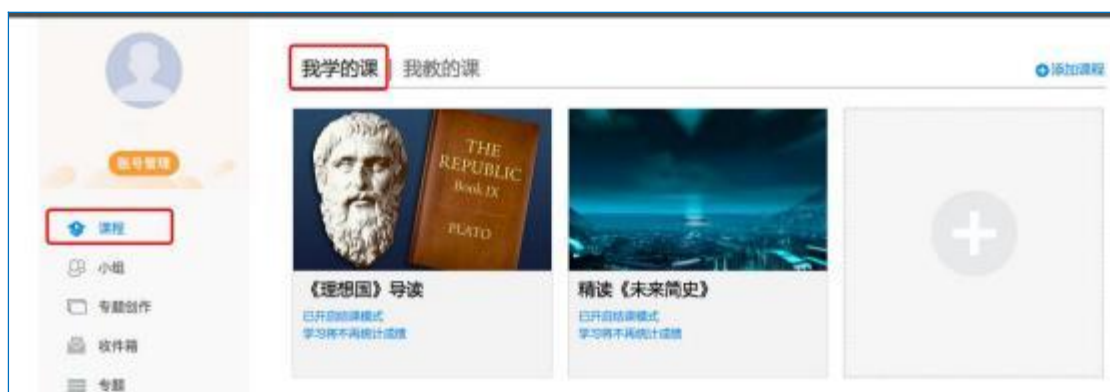 我学的课
我教的课
添加课程
账号管理
课程
小组
专题创作
收件箱
专题
THE
REPUBLIC
Book IX
PLATO
《理想国》导读
已开启结课模式
学习将不再统计成绩
精读《未来简史》
已开启结课模式
学习将不再统计成绩